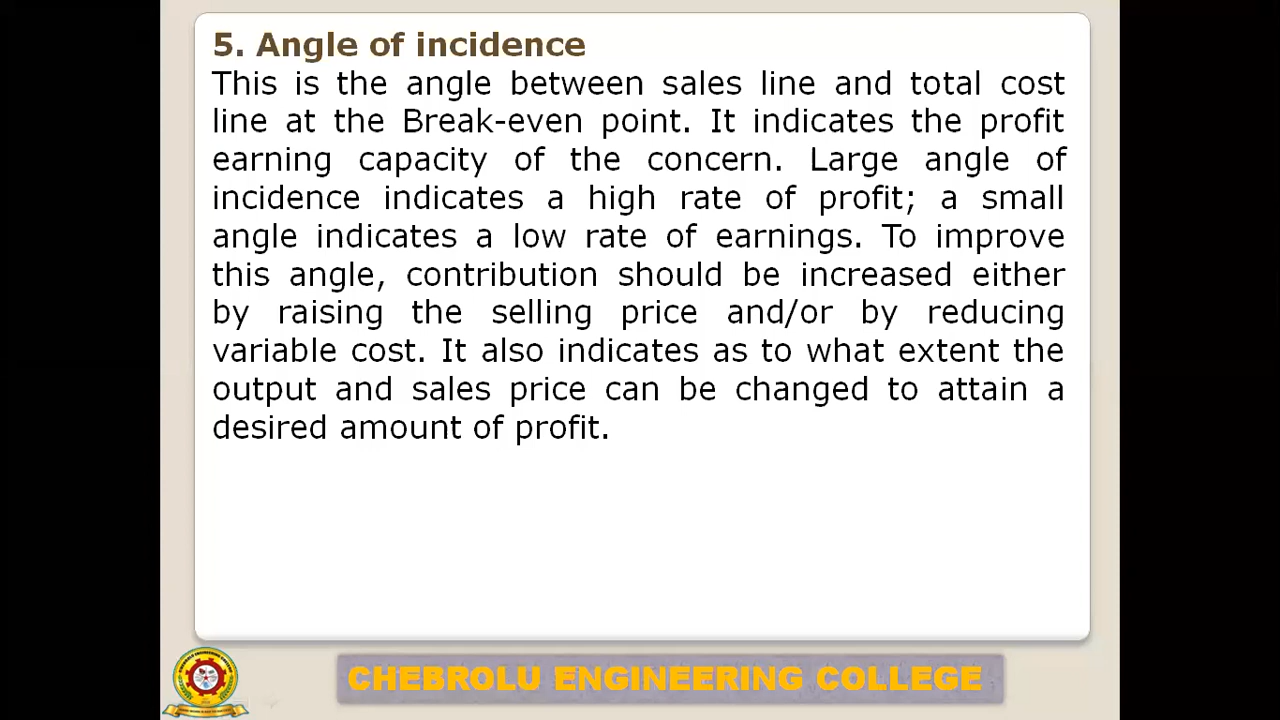 5. Angle of incidence
This is the angle between sales line and total cost
line at the Break-even point. It indicates the profit
earning capacity of the concern. Large angle of
incidence indicates a high rate of profit; a small
angle indicates a low rate of earnings. To improve
this angle, contribution should be increased either
by raising the selling price and/or by reducing
variable cost. It also indicates as to what extent the
output and sales price can be changed to attain a
desired amount of profit.
CHEBROLU ENGINEERING COLLEGE